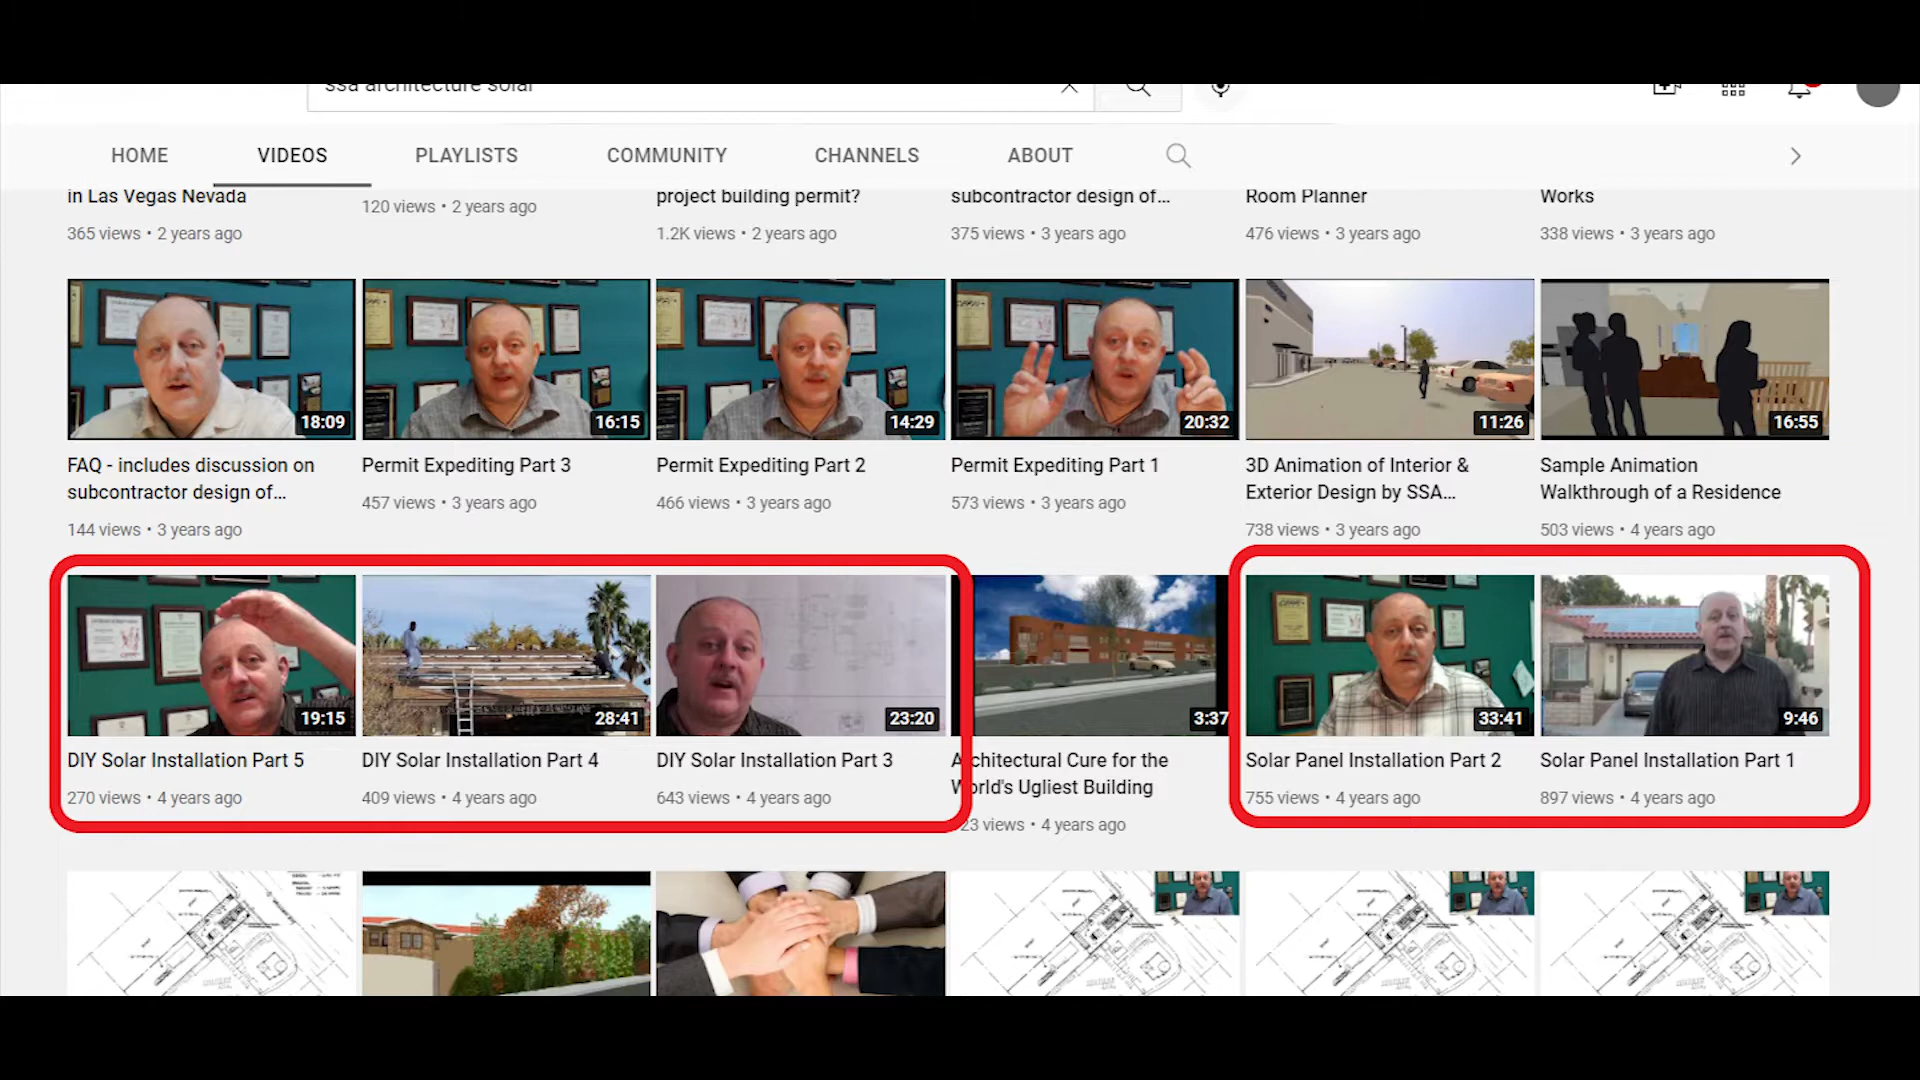 ssa architecture solar
HOME VIDEOS PLAYLISTS COMMUNITY CHANNELS ABOUT
in Las Vegas Nevada
365 views • 2 years ago
120 views • 2 years ago
project building permit?
1.2K views • 2 years ago
subcontractor design of...
375 views • 3 years ago
Room Planner
476 views • 3 years ago
Works
338 views • 3 years ago
18:09
FAQ - includes discussion on
subcontractor design of...
144 views • 3 years ago
16:15
Permit Expediting Part 3
457 views • 3 years ago
14:29
Permit Expediting Part 2
466 views • 3 years ago
20:32
Permit Expediting Part 1
573 views • 3 years ago
11:26
3D Animation of Interior &
Exterior Design by SSA...
738 views • 3 years ago
16:55
Sample Animation
Walkthrough of a Residence
503 views • 4 years ago
19:15
DIY Solar Installation Part 5
270 views • 4 years ago
28:41
DIY Solar Installation Part 4
409 views • 4 years ago
23:20
DIY Solar Installation Part 3
643 views • 4 years ago
3:37
Architectural Cure for the
World's Ugliest Building
23 views • 4 years ago
33:41
Solar Panel Installation Part 2
755 views • 4 years ago
9:46
Solar Panel Installation Part 1
897 views • 4 years ago